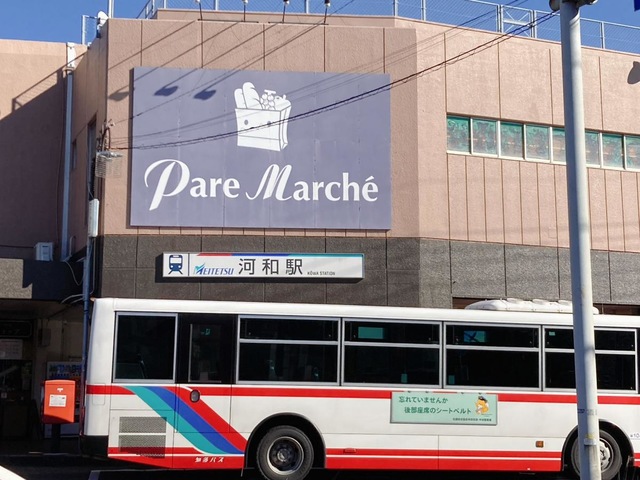 Pare Marché
MEITETSU 河和駅 KŌWA STATION
忘れていませんか
後部座席のシートベルト
知多バス